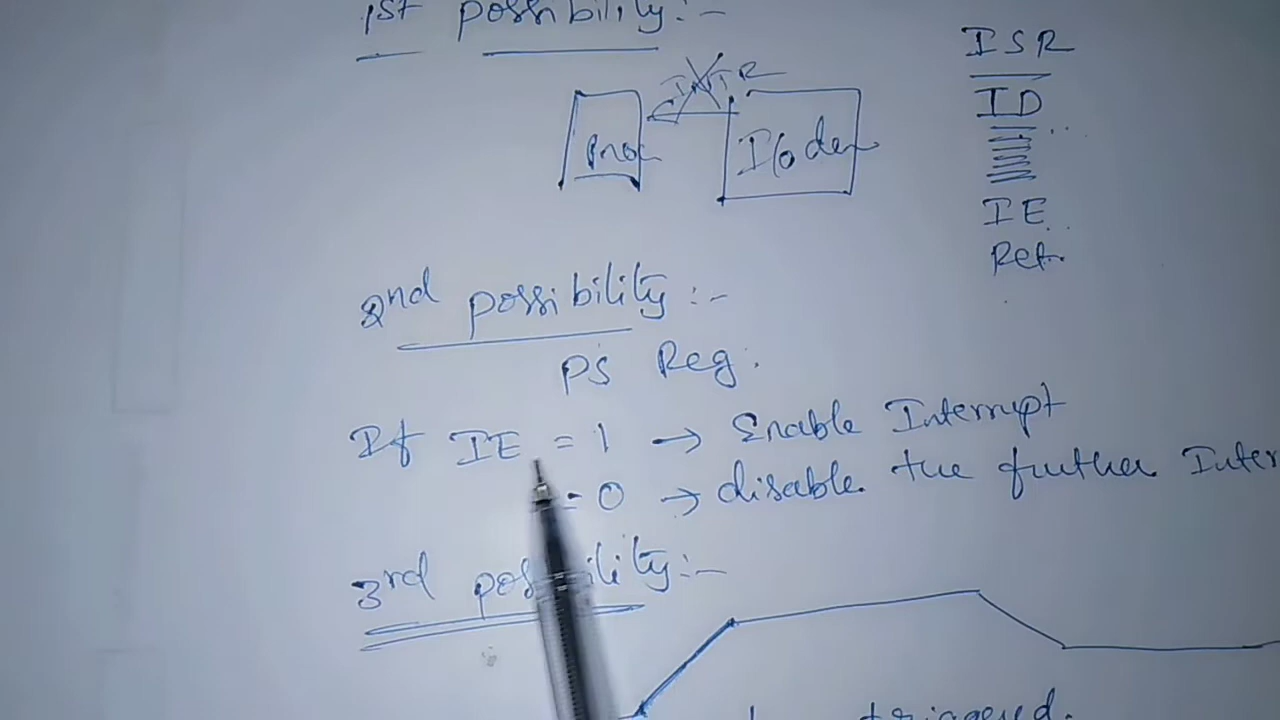 1st possibility:-
INTR
Proc
I/o dev
ISR
ID
IE
Ret.
2nd possibility:-
PS Reg.
If IE = 1 → Enable Interrupt
= 0 → disable the further Inter
3rd possibility:-
triggered.